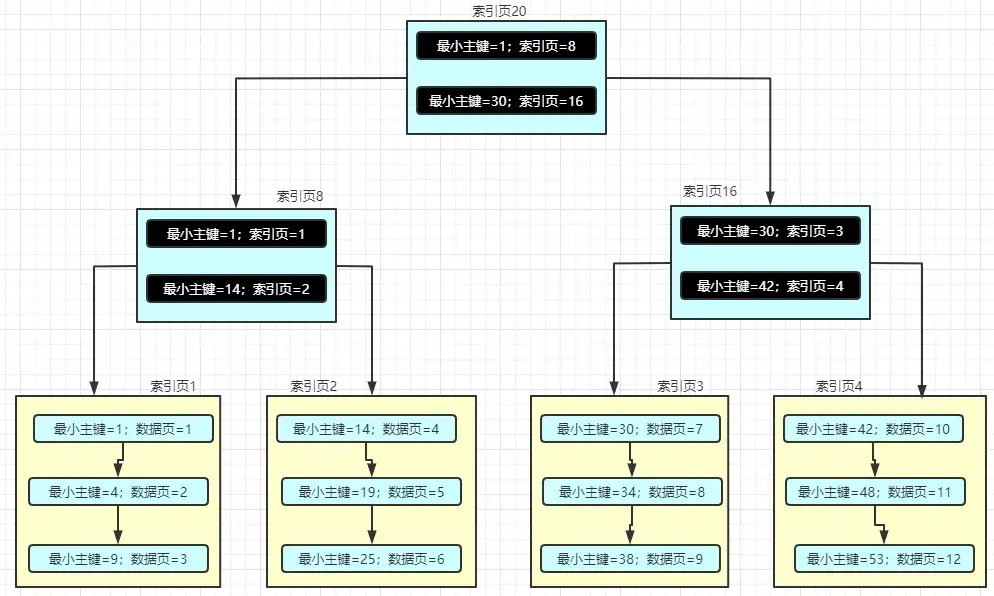 索引页20
最小主键=1；索引页=8
最小主键=30；索引页=16
索引页8
最小主键=1；索引页=1
最小主键=14；索引页=2
索引页16
最小主键=30；索引页=3
最小主键=42；索引页=4
索引页1
最小主键=1；数据页=1
最小主键=4；数据页=2
最小主键=9；数据页=3
索引页2
最小主键=14；数据页=4
最小主键=19；数据页=5
最小主键=25；数据页=6
索引页3
最小主键=30；数据页=7
最小主键=34；数据页=8
最小主键=38；数据页=9
索引页4
最小主键=42；数据页=10
最小主键=48；数据页=11
最小主键=53；数据页=12